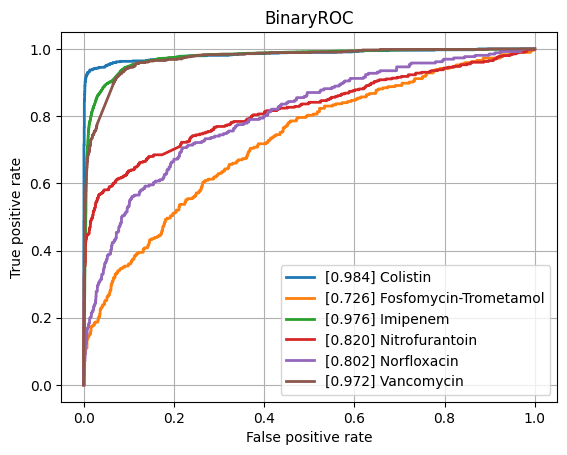 BinaryROC
True positive rate
1.0
0.8
0.6
0.4
0.2
0.0
[0.984] Colistin
[0.726] Fosfomycin-Trometamol
[0.976] Imipenem
[0.820] Nitrofurantoin
[0.802] Norfloxacin
[0.972] Vancomycin
0.0 0.2 0.4 0.6 0.8 1.0
False positive rate